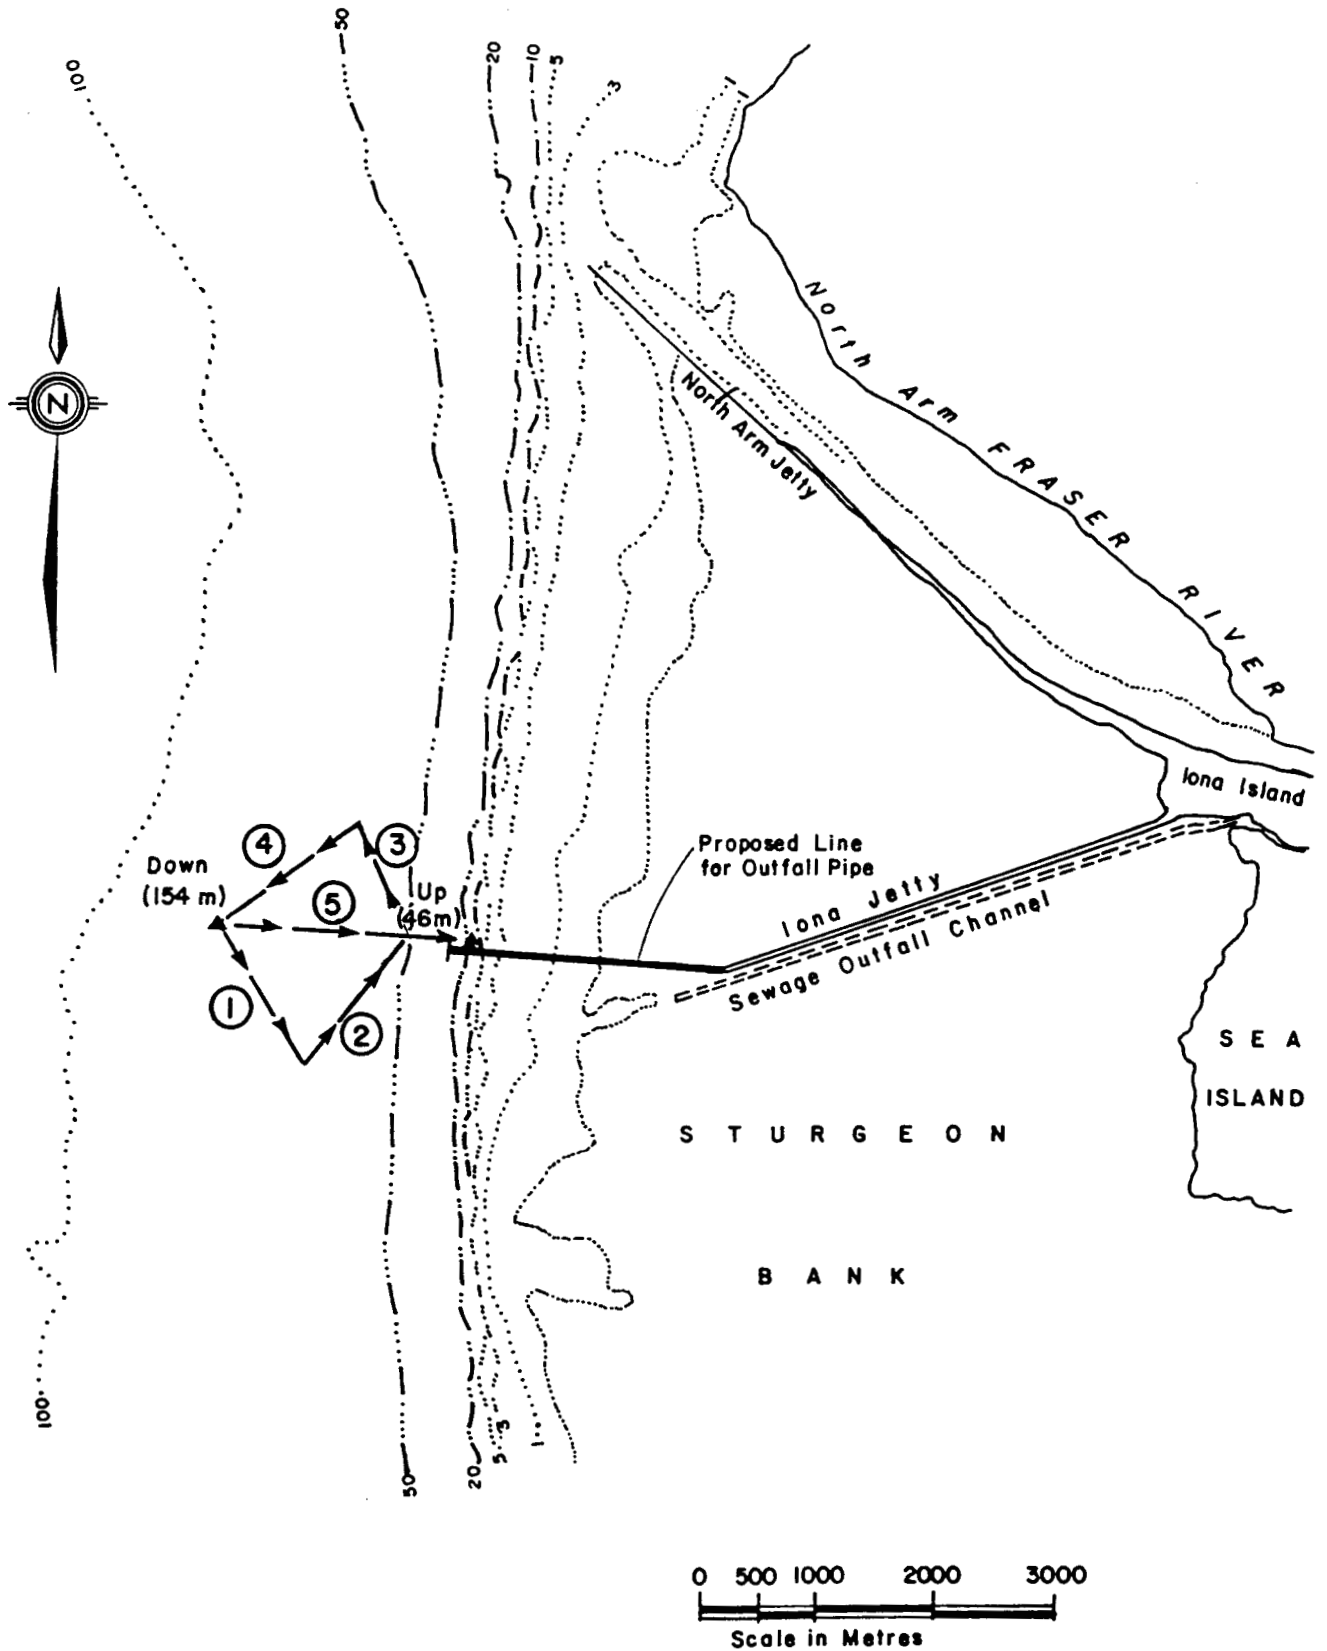 50
20
10
5
3
1
1
100
N
North Arm FRASER RIVER
North Arm Jetty
Iona Island
Proposed Line
for Outfall Pipe
4
3
Down
(154 m)
5
Up
(46m)
Iona Jetty
Sewage Outfall Channel
1
2
SEA
ISLAND
STURGEON
BANK
100
50
20
5
3
1
0 500 1000 2000 3000
Scale in Metres